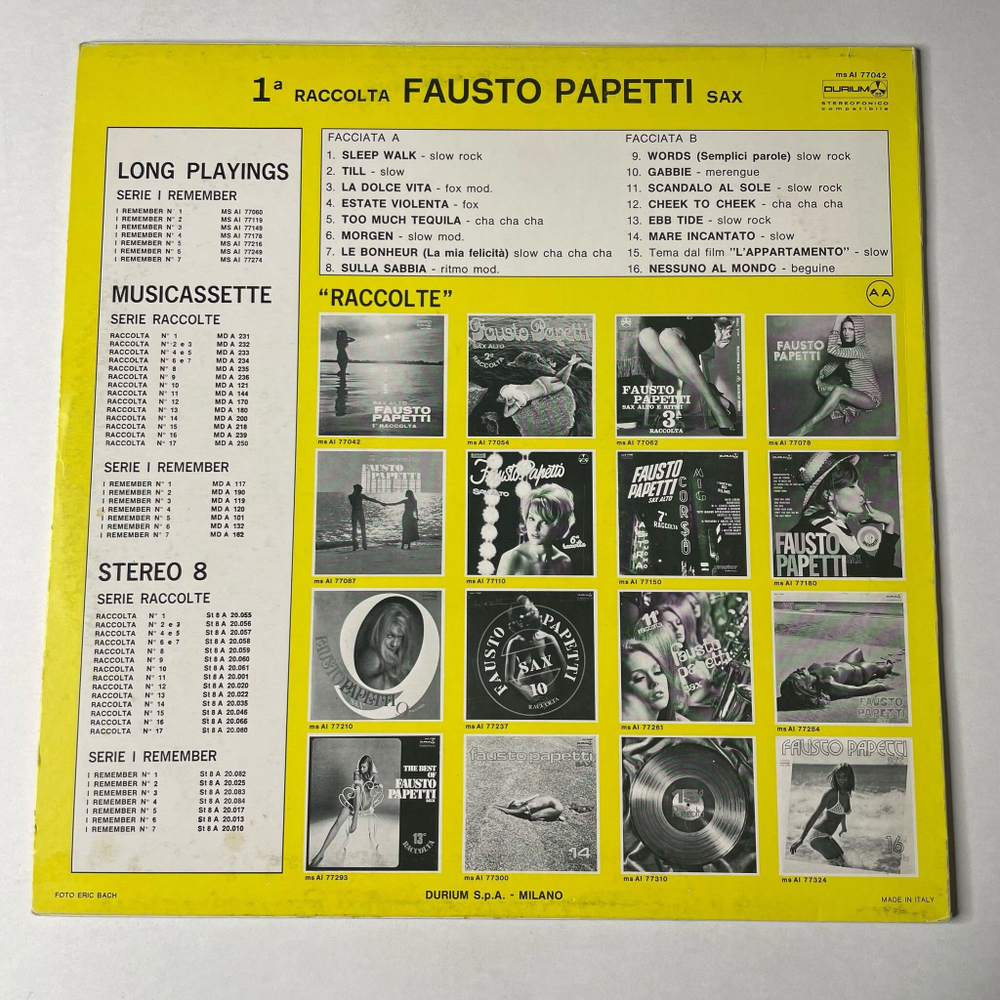 1ª RACCOLTA FAUSTO PAPETTI SAX
ms AI 77042
DURIUM
STEREOFONICO
compatibile
FACCIATA A
1. SLEEP WALK - slow rock
2. TILL - slow
3. LA DOLCE VITA - fox mod.
4. ESTATE VIOLENTA - fox
5. TOO MUCH TEQUILA - cha cha cha
6. MORGEN - slow mod.
7. LE BONHEUR (La mia felicità) slow cha cha cha
8. SULLA SABBIA - ritmo mod.
FACCIATA B
9. WORDS (Semplici parole) slow rock
10. GABBIE - merengue
11. SCANDALO AL SOLE - slow rock
12. CHEEK TO CHEEK - cha cha cha
13. EBB TIDE - slow rock
14. MARE INCANTATO - slow
15. Tema dal film "L'APPARTAMENTO" - slow
16. NESSUNO AL MONDO - beguine
LONG PLAYINGS
SERIE I REMEMBER
I REMEMBER N° 1 MS AI 77060
I REMEMBER N° 2 MS AI 77119
I REMEMBER N° 3 MS AI 77149
I REMEMBER N° 4 MS AI 77178
I REMEMBER N° 5 MS AI 77216
I REMEMBER N° 6 MS AI 77249
I REMEMBER N° 7 MS AI 77274
MUSICASSETTE
SERIE RACCOLTE
RACCOLTA N° 1 MD A 231
RACCOLTA N° 2 e 3 MD A 232
RACCOLTA N° 4 e 5 MD A 233
RACCOLTA N° 6 e 7 MD A 234
RACCOLTA N° 8 MD A 235
RACCOLTA N° 9 MD A 236
RACCOLTA N° 10 MD A 121
RACCOLTA N° 11 MD A 144
RACCOLTA N° 12 MD A 170
RACCOLTA N° 13 MD A 180
RACCOLTA N° 14 MD A 200
RACCOLTA N° 15 MD A 218
RACCOLTA N° 16 MD A 239
RACCOLTA N° 17 MD A 250
SERIE I REMEMBER
I REMEMBER N° 1 MD A 117
I REMEMBER N° 2 MD A 190
I REMEMBER N° 3 MD A 119
I REMEMBER N° 4 MD A 120
I REMEMBER N° 5 MD A 101
I REMEMBER N° 6 MD A 132
I REMEMBER N° 7 MD A 162
STEREO 8
SERIE RACCOLTE
RACCOLTA N° 1 St 8 A 20.055
RACCOLTA N° 2 e 3 St 8 A 20.056
RACCOLTA N° 4 e 5 St 8 A 20.057
RACCOLTA N° 6 e 7 St 8 A 20.058
RACCOLTA N° 8 St 8 A 20.059
RACCOLTA N° 9 St 8 A 20.060
RACCOLTA N° 10 St 8 A 20.061
RACCOLTA N° 11 St 8 A 20.001
RACCOLTA N° 12 St 8 A 20.020
RACCOLTA N° 13 St 8 A 20.022
RACCOLTA N° 14 St 8 A 20.035
RACCOLTA N° 15 St 8 A 20.046
RACCOLTA N° 16 St 8 A 20.066
RACCOLTA N° 17 St 8 A 20.080
SERIE I REMEMBER
I REMEMBER N° 1 St 8 A 20.082
I REMEMBER N° 2 St 8 A 20.025
I REMEMBER N° 3 St 8 A 20.083
I REMEMBER N° 4 St 8 A 20.084
I REMEMBER N° 5 St 8 A 20.017
I REMEMBER N° 6 St 8 A 20.013
I REMEMBER N° 7 St 8 A 20.010
"RACCOLTE"
AA
SAX ALTO
FAUSTO
PAPETTI
1ª RACCOLTA
Fausto Papetti
SAX ALTO
2ª
RACCOLTA
FAUSTO
PAPETTI
SAX ALTO E RITMI
3ª
RACCOLTA
FAUSTO
PAPETTI
ms AI 77042
ms AI 77054
ms AI 77062
ms AI 77078
FAUSTO
PAPETTI
Fausto Papetti
SAX ALTO
6ª
raccolta
FAUSTO
PAPETTI
SAX ALTO
7ª
RACCOLTA
FAUSTO
PAPETTI
SAX
ms AI 77087
ms AI 77110
ms AI 77150
ms AI 77180
FAUSTO PAPETTI
FAUSTO PAPETTI
SAX
10
RACCOLTA
11
fausto
papetti
sax
FAUSTO
PAPETTI
ms AI 77210
ms AI 77237
ms AI 77261
ms AI 77284
THE BEST
OF
FAUSTO
PAPETTI
SAX
13ª
RACCOLTA
fausto papetti
SAX
14
15ª
FAUSTO PAPETTI
16
ms AI 77293
ms AI 77300
ms AI 77310
ms AI 77324
FOTO ERIC BACH
DURIUM S.p.A. - MILANO
MADE IN ITALY